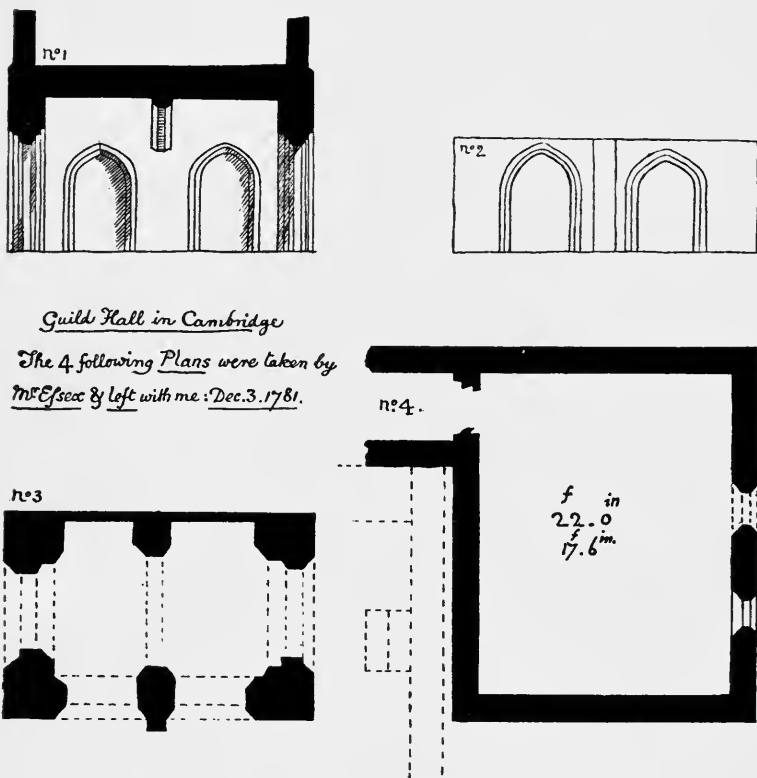 no1
no2
Guild Hall in Cambridge
The 4 following Plans were taken by
Mr Eſsex & left with me: Dec. 3. 1781.
no4.
no3
f in
22.0
f in.
17.6